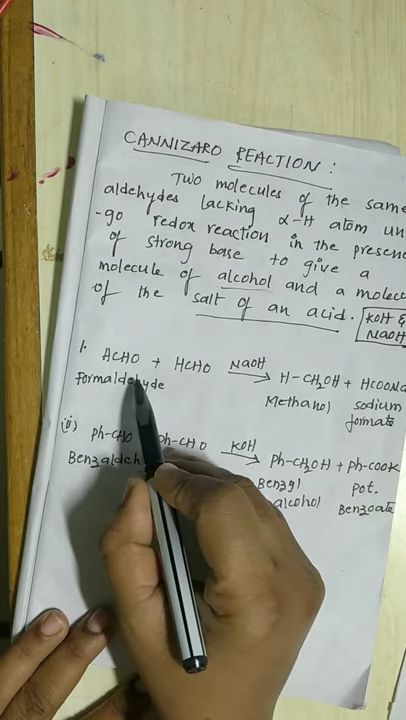 CANNIZARO REACTION :
TWO molecules of the same
aldehydes lacking α-H atom un
-go redox reaction in the presen
of strong base to give a
molecule of alcohol and a molec
of the salt of an acid. KOH &
NaOH
1. HCHO + HCHO NaOH → H-CH2OH + HCOONa
Formaldehyde Methanol sodium
formate
(ii) Ph-CHO Ph-CHO KOH → Ph-CH2OH + Ph-COOK
Benzaldeh Benzyl Pot.
alcohol Benzoate